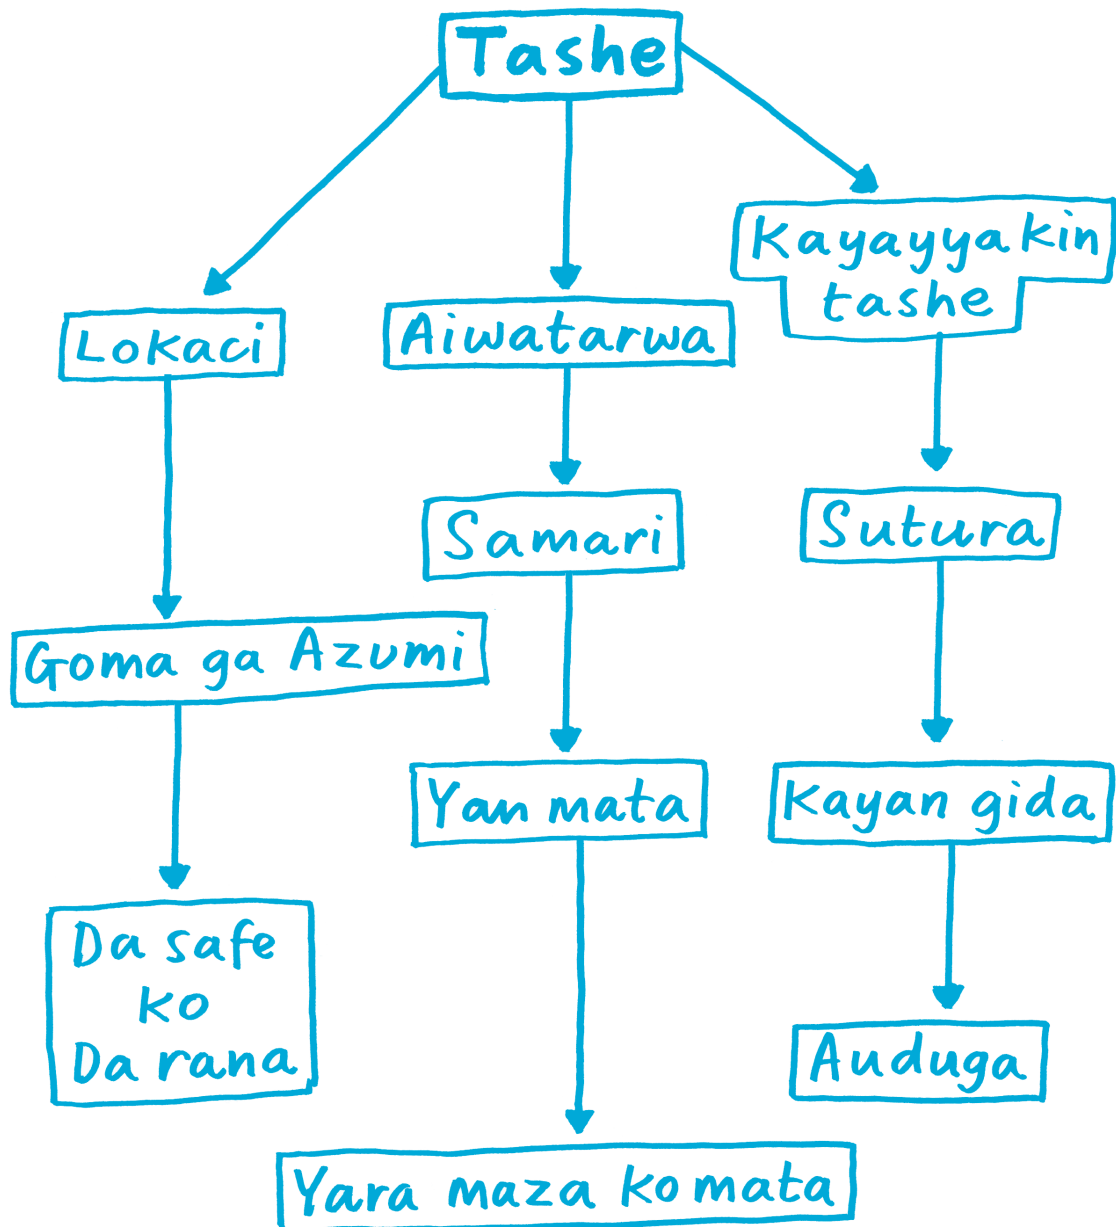 Tashe
Kayayyakin
tashe
Lokaci
Aiwatarwa
Samari
Sutura
Goma ga Azumi
Yan mata
Kayan gida
Da safe
ko
Da rana
Auduga
Yara maza ko mata